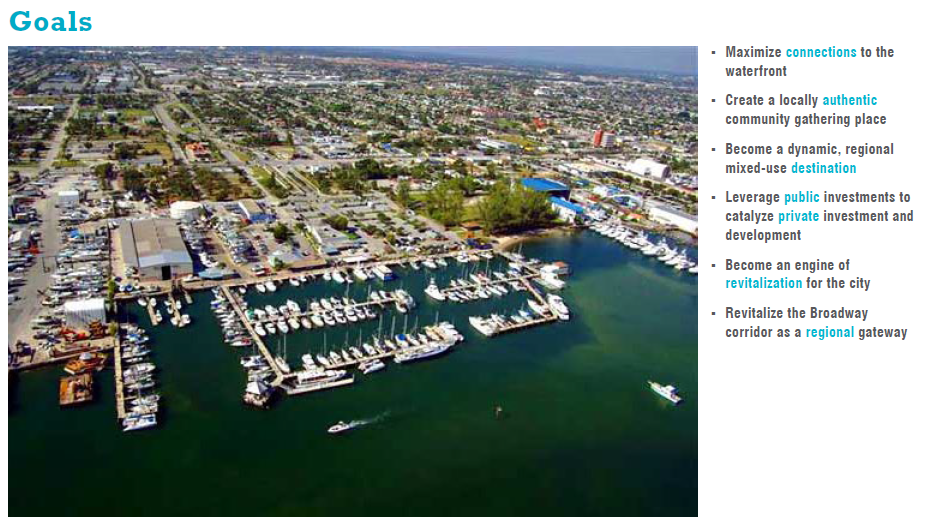 Goals
▪ Maximize connections to the
waterfront
▪ Create a locally authentic
community gathering place
▪ Become a dynamic, regional
mixed-use destination
▪ Leverage public investments to
catalyze private investment and
development
▪ Become an engine of
revitalization for the city
▪ Revitalize the Broadway
corridor as a regional gateway